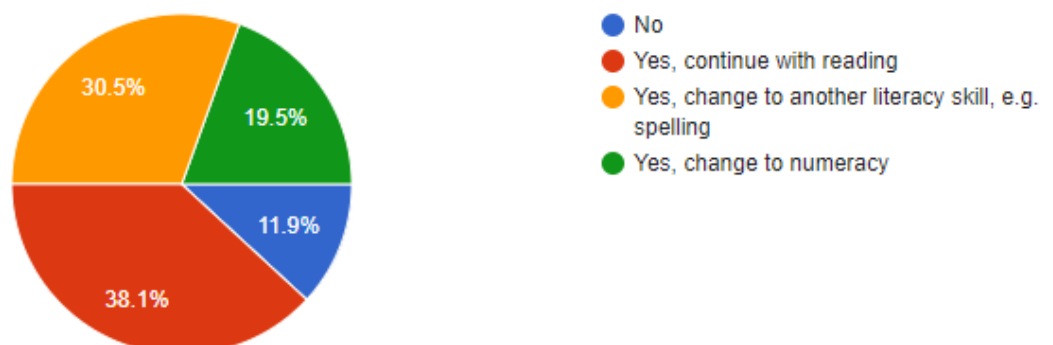 30.5%
19.5%
11.9%
38.1%
No
Yes, continue with reading
Yes, change to another literacy skill, e.g.
spelling
Yes, change to numeracy